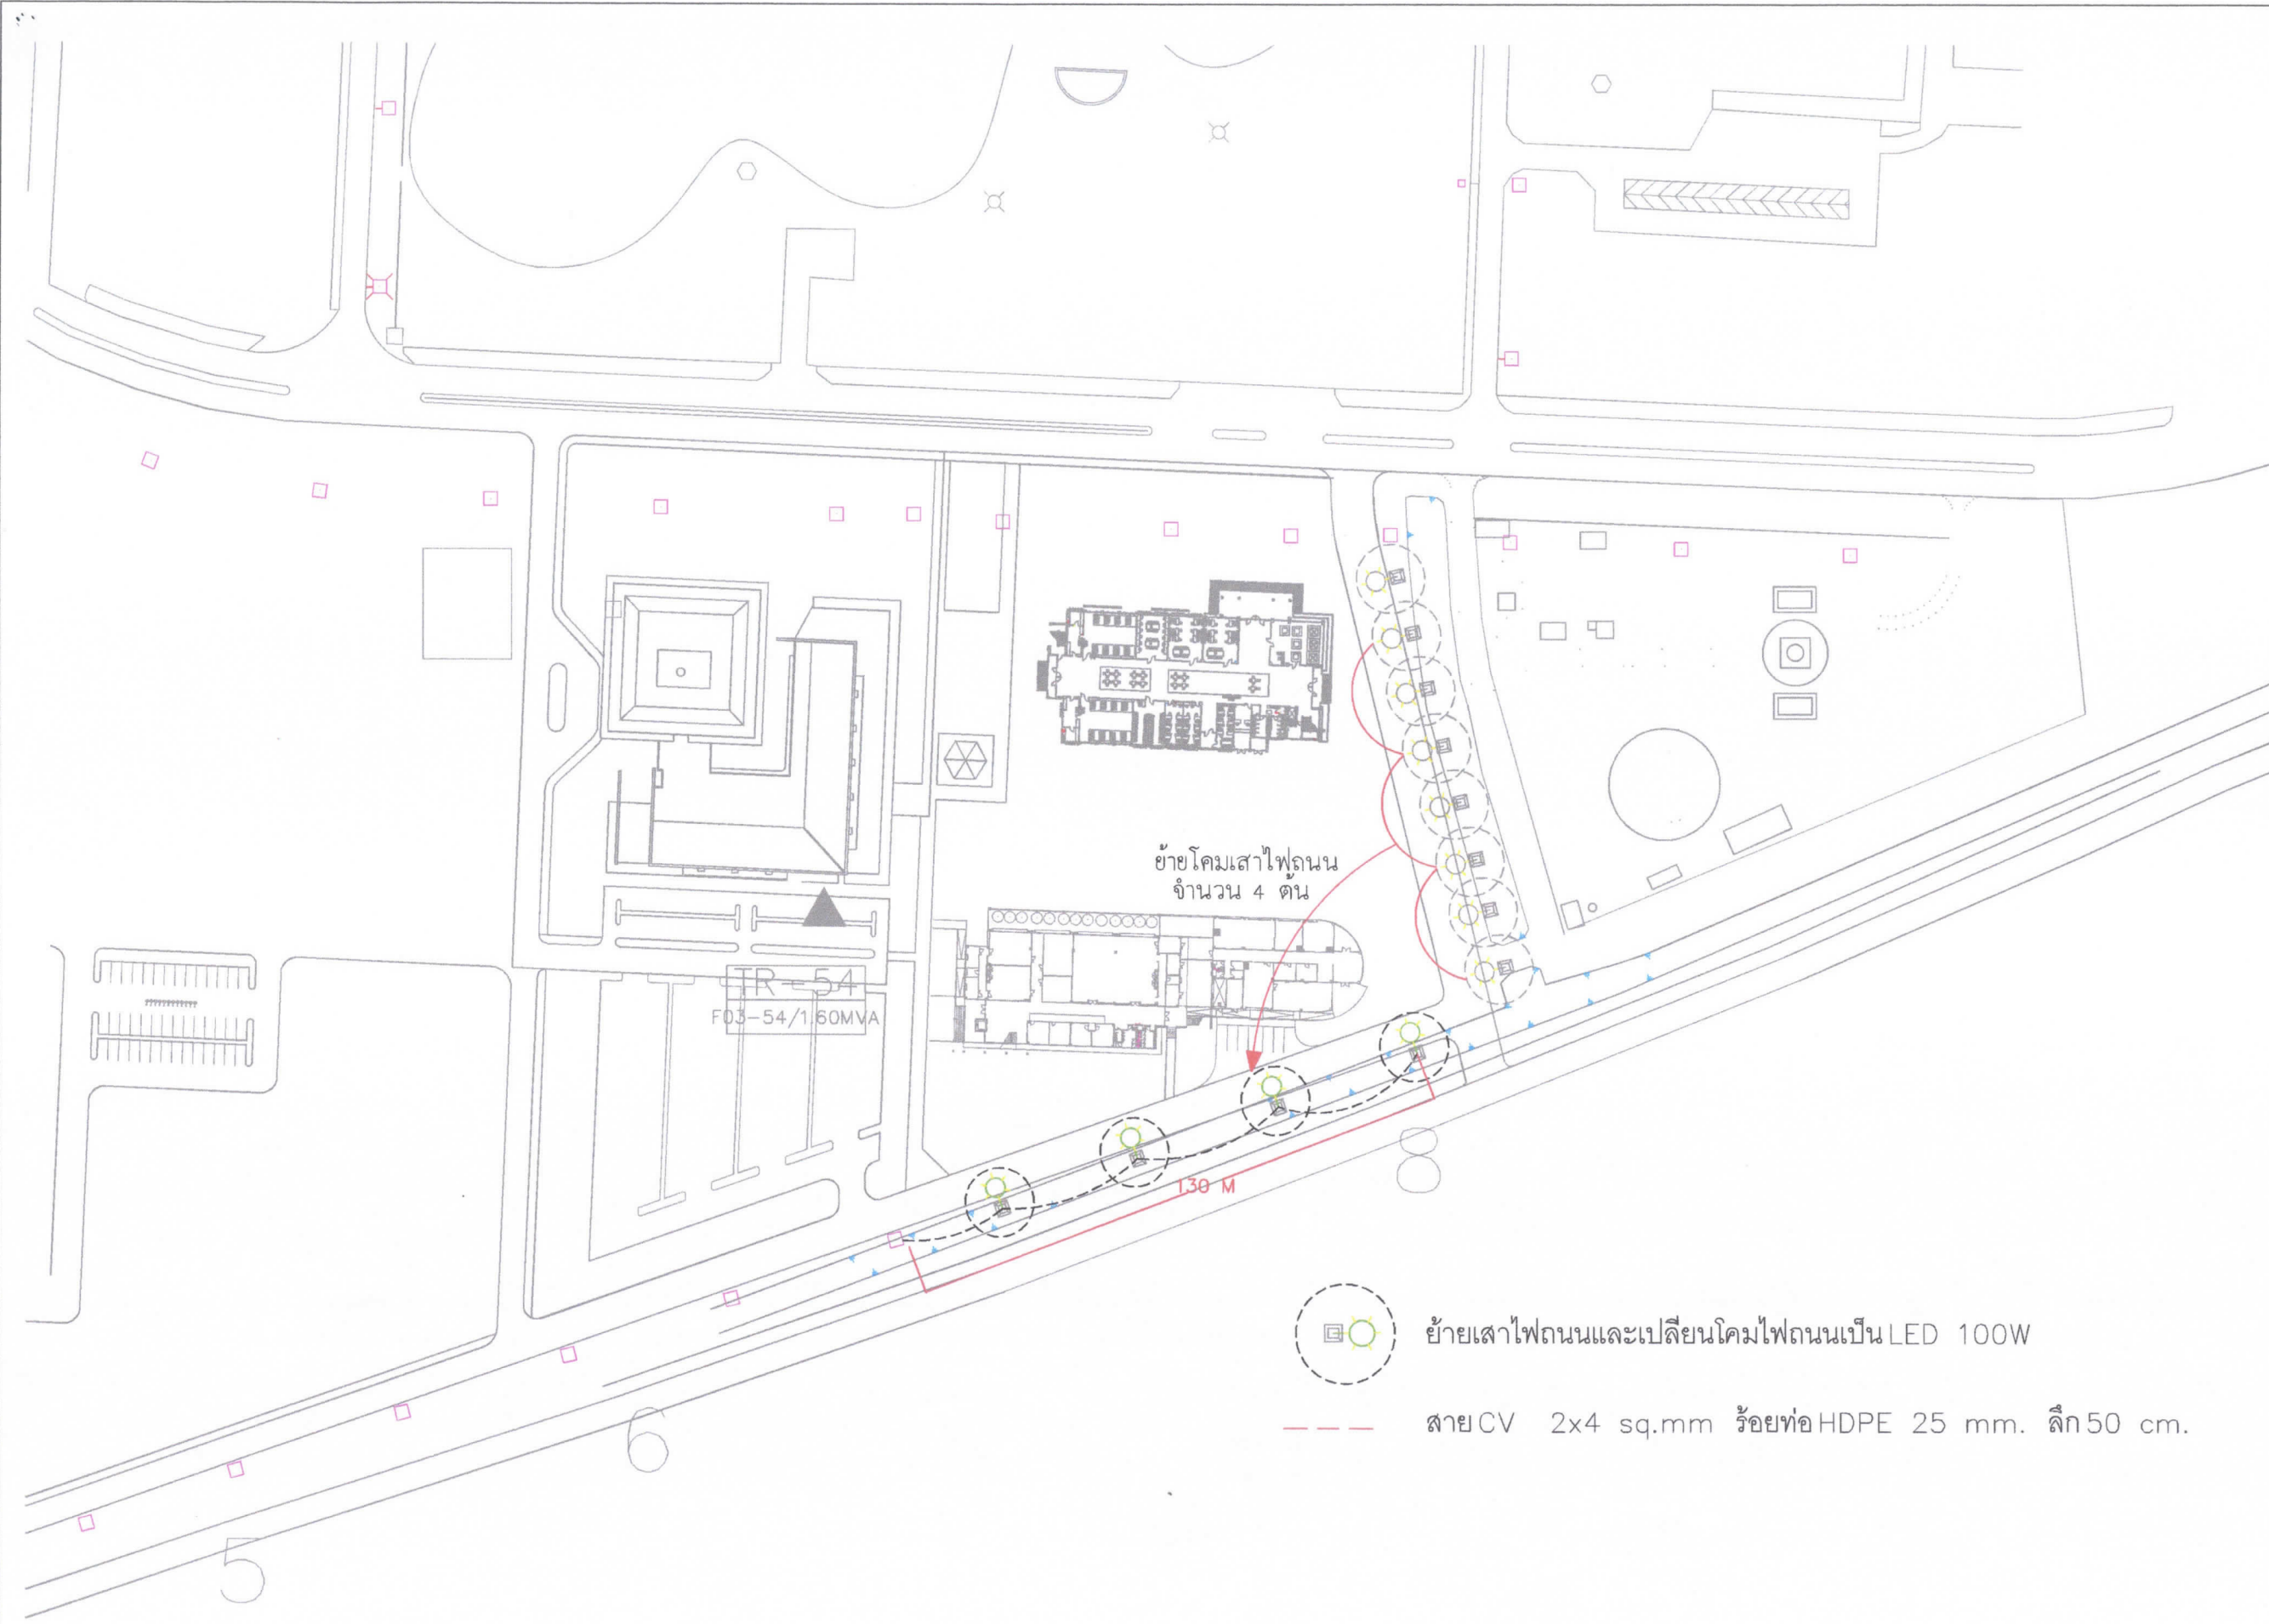 ย้ายโคมเสาไฟถนน
จำนวน 4 ต้น
TR-54
F03-54/1.60MVA
130 M
8
6
5
ย้ายเสาไฟถนนและเปลี่ยนโคมไฟถนนเป็น LED 100W
สาย CV 2x4 sq.mm ร้อยท่อ HDPE 25 mm. ลึก 50 cm.